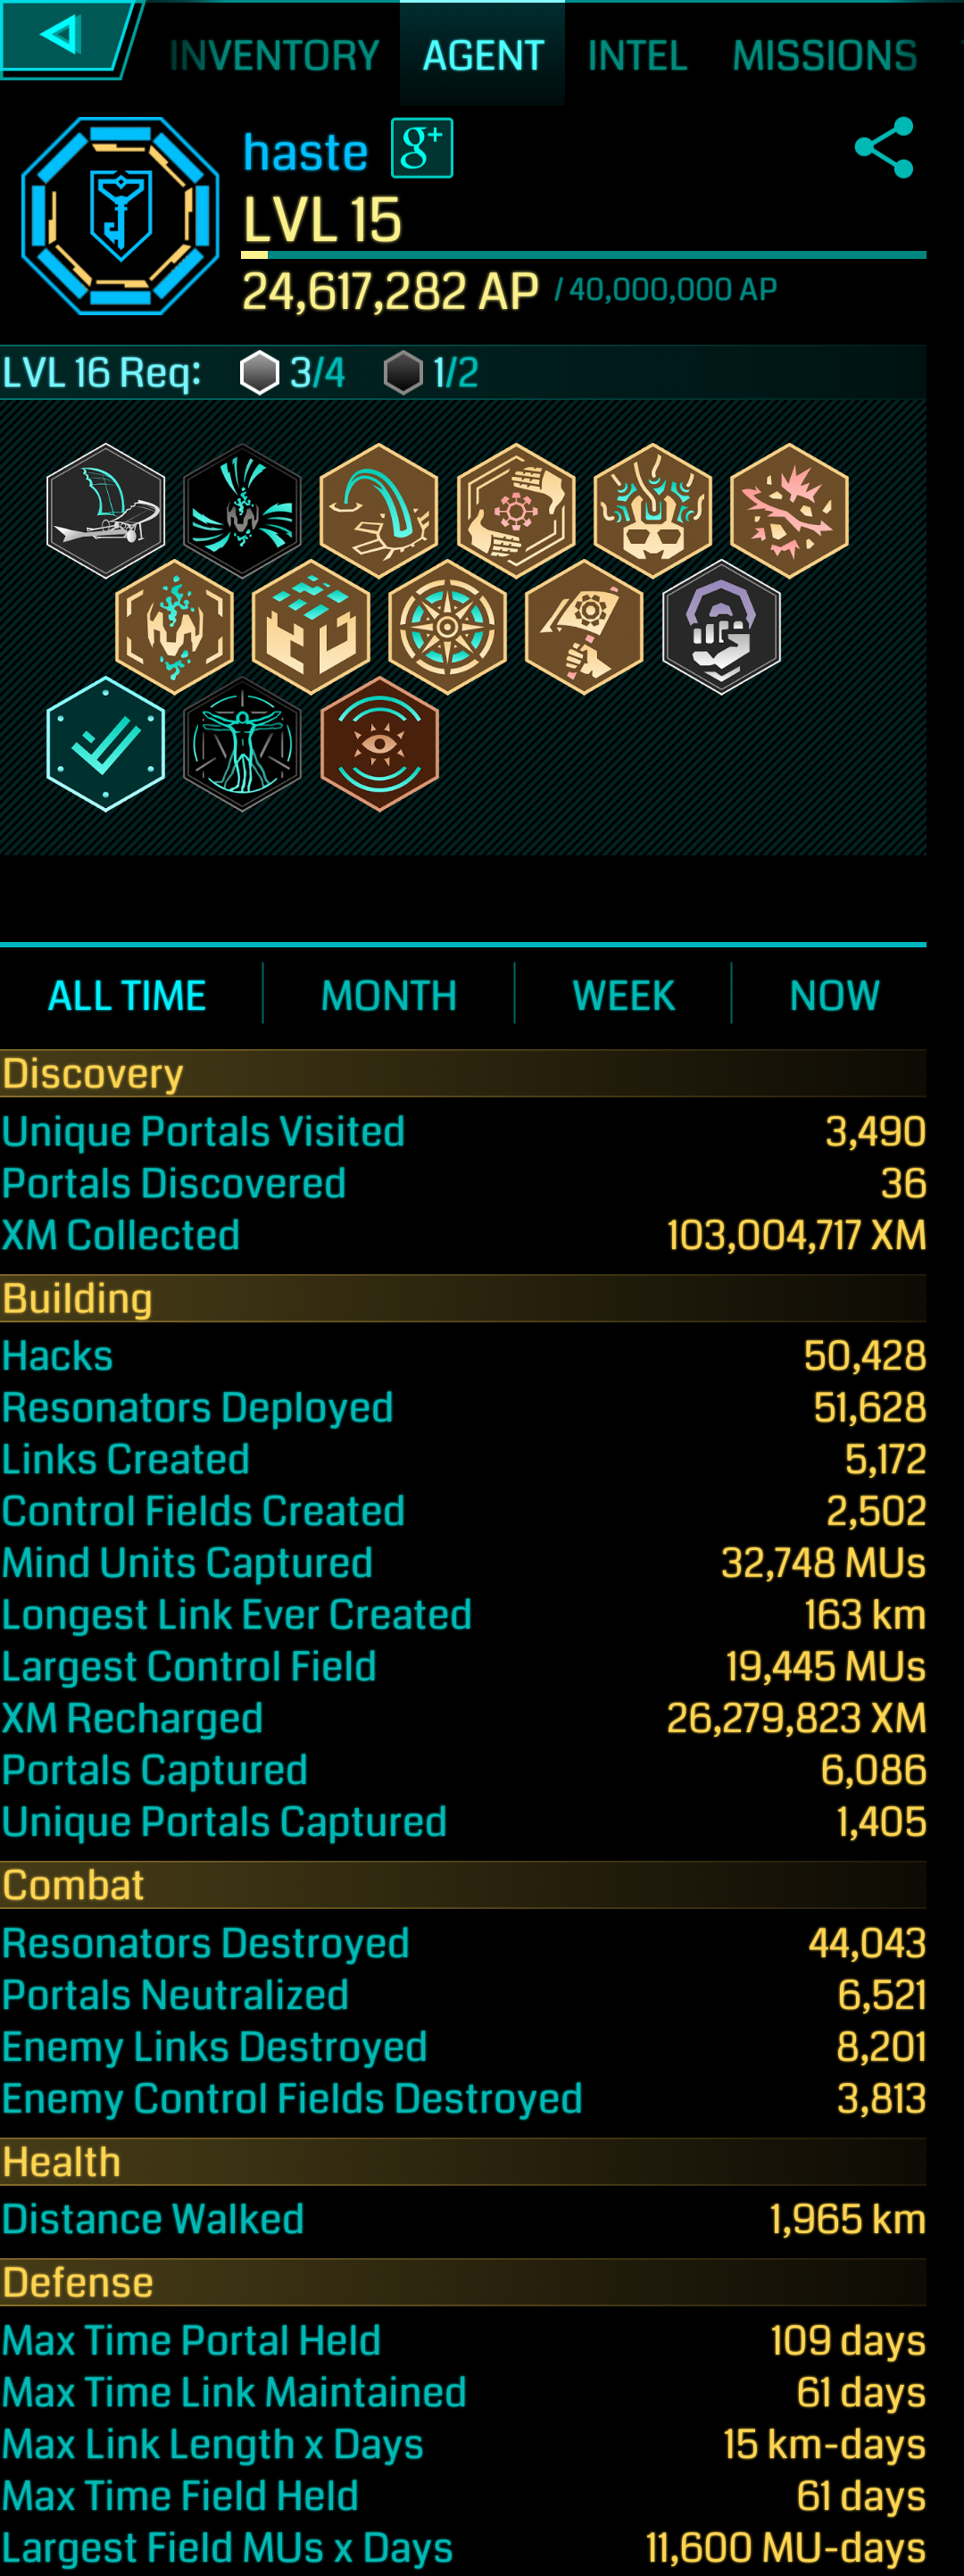 INVENTORY AGENT INTEL MISSIONS
haste g+
LVL 15
24,617,282 AP / 40,000,000 AP
LVL 16 Req: 3/4 1/2
ALL TIME MONTH WEEK NOW
Discovery
Unique Portals Visited 3,490
Portals Discovered 36
XM Collected 103,004,717 XM
Building
Hacks 50,428
Resonators Deployed 51,628
Links Created 5,172
Control Fields Created 2,502
Mind Units Captured 32,748 MUs
Longest Link Ever Created 163 km
Largest Control Field 19,445 MUs
XM Recharged 26,279,823 XM
Portals Captured 6,086
Unique Portals Captured 1,405
Combat
Resonators Destroyed 44,043
Portals Neutralized 6,521
Enemy Links Destroyed 8,201
Enemy Control Fields Destroyed 3,813
Health
Distance Walked 1,965 km
Defense
Max Time Portal Held 109 days
Max Time Link Maintained 61 days
Max Link Length x Days 15 km-days
Max Time Field Held 61 days
Largest Field MUs x Days 11,600 MU-days